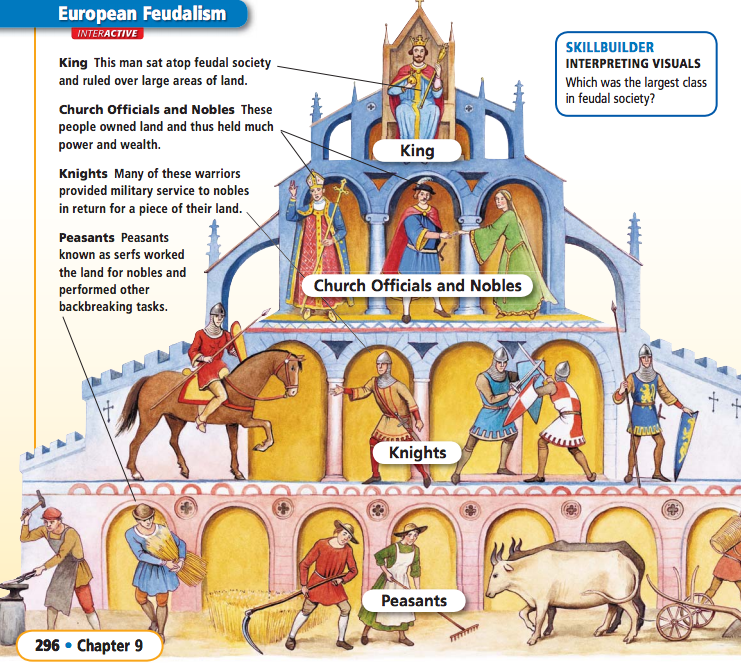 European Feudalism
INTERACTIVE
King This man sat atop feudal society
and ruled over large areas of land.
Church Officials and Nobles These
people owned land and thus held much
power and wealth.
Knights Many of these warriors
provided military service to nobles
in return for a piece of their land.
Peasants Peasants
known as serfs worked
the land for nobles and
performed other
backbreaking tasks.
SKILLBUILDER
INTERPRETING VISUALS
Which was the largest class
in feudal society?
King
Church Officials and Nobles
Knights
Peasants
296 • Chapter 9